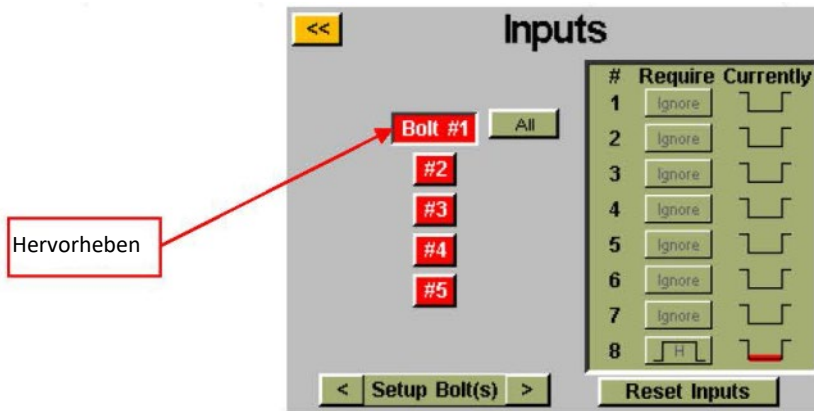 <<
Inputs
# Require Currently
1 Ignore
2 Ignore
3 Ignore
4 Ignore
5 Ignore
6 Ignore
7 Ignore
8 H
Bolt #1 All
#2
#3
#4
#5
Hervorheben
< Setup Bolt(s) >
Reset Inputs